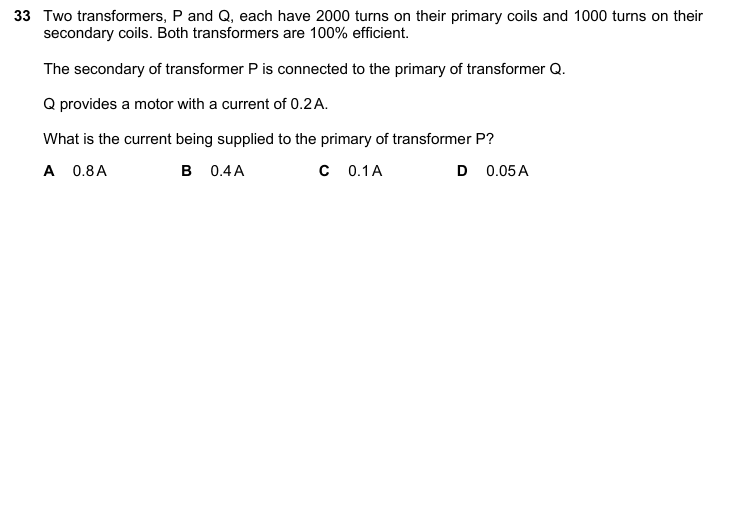 33 Two transformers, P and Q, each have 2000 turns on their primary coils and 1000 turns on their
secondary coils. Both transformers are 100% efficient.
The secondary of transformer P is connected to the primary of transformer Q.
Q provides a motor with a current of 0.2 A.
What is the current being supplied to the primary of transformer P?
A 0.8 A B 0.4 A C 0.1 A D 0.05 A